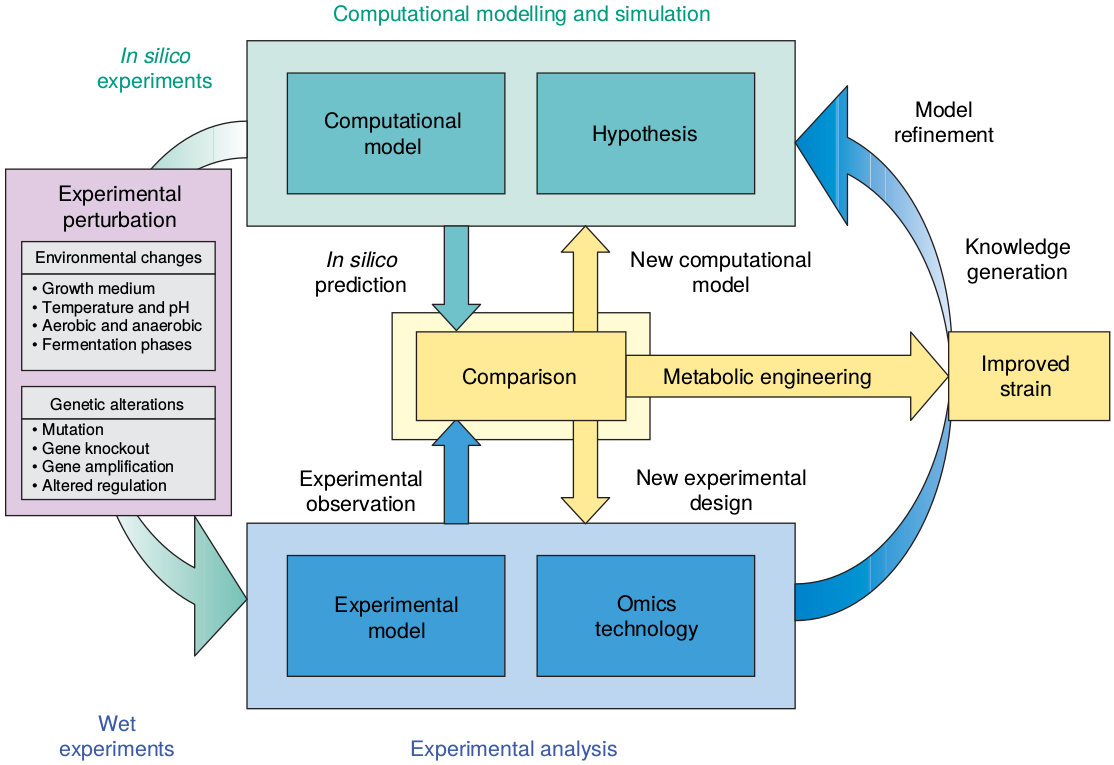 Computational modelling and simulation
In silico
experiments
Computational
model
Hypothesis
Model
refinement
Experimental
perturbation
Environmental changes
• Growth medium
• Temperature and pH
• Aerobic and anaerobic
• Fermentation phases
Genetic alterations
• Mutation
• Gene knockout
• Gene amplification
• Altered regulation
In silico
prediction
New computational
model
Knowledge
generation
Comparison
Metabolic engineering
Improved
strain
Experimental
observation
New experimental
design
Experimental
model
Omics
technology
Wet
experiments
Experimental analysis